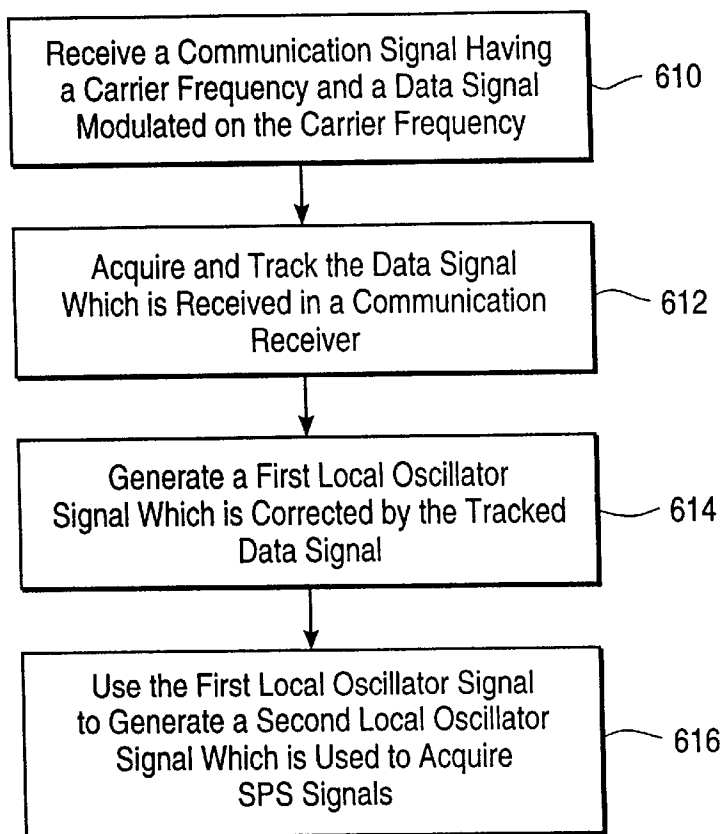 Receive a Communication Signal Having
a Carrier Frequency and a Data Signal
Modulated on the Carrier Frequency
610
Acquire and Track the Data Signal
Which is Received in a Communication
Receiver
612
Generate a First Local Oscillator
Signal Which is Corrected by the Tracked
Data Signal
614
Use the First Local Oscillator Signal
to Generate a Second Local Oscillator
Signal Which is Used to Acquire
SPS Signals
616